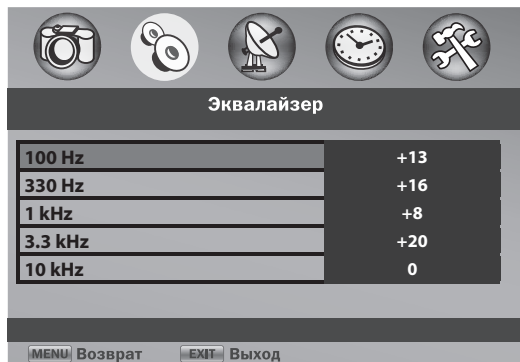 Эквалайзер
100 Hz +13
330 Hz +16
1 kHz +8
3.3 kHz +20
10 kHz 0
MENU Возврат EXIT Выход